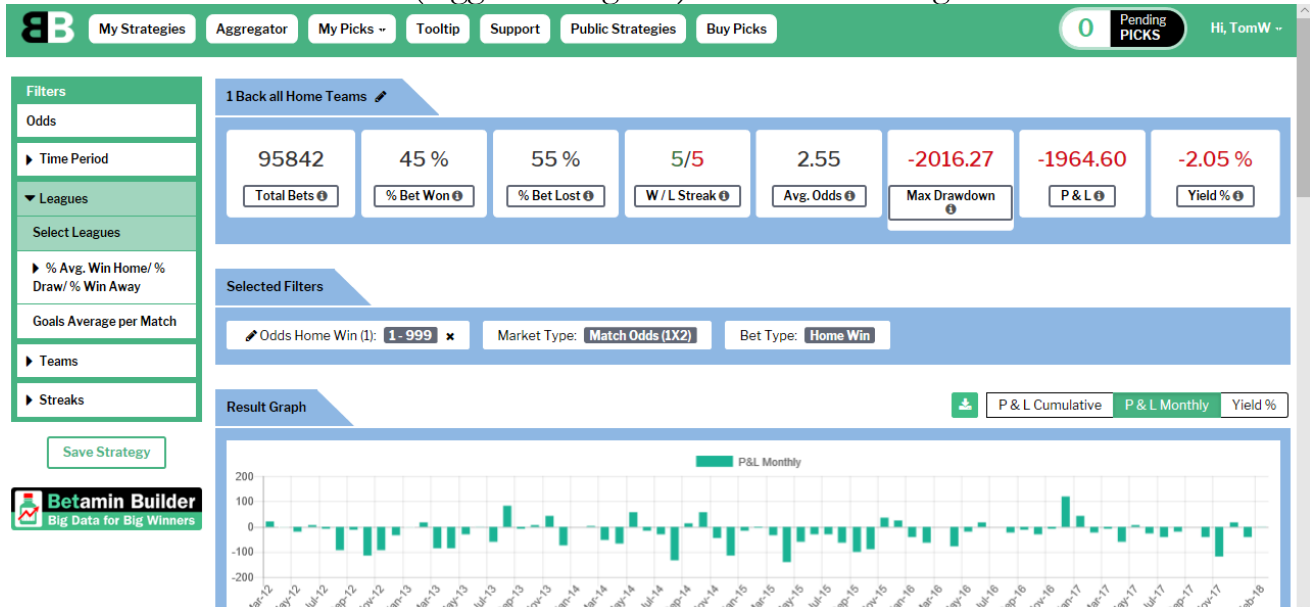 BB My Strategies Aggregator My Picks Tooltip Support Public Strategies Buy Picks 0 Pending PICKS Hi, TomW
Filters
Odds
Time Period
Leagues
Select Leagues
% Avg. Win Home/ %
Draw/ % Win Away
Goals Average per Match
Teams
Streaks
Save Strategy
Betamin Builder
Big Data for Big Winners
1 Back all Home Teams
95842 45 % 55 % 5/5 2.55 -2016.27 -1964.60 -2.05 %
Total Bets % Bet Won % Bet Lost W / L Streak Avg. Odds Max Drawdown P & L Yield %
Selected Filters
Odds Home Win (1): 1 - 999 × Market Type: Match Odds (1X2) Bet Type: Home Win
Result Graph P & L Cumulative P & L Monthly Yield %
P&L Monthly
200
100
0
-100
-200